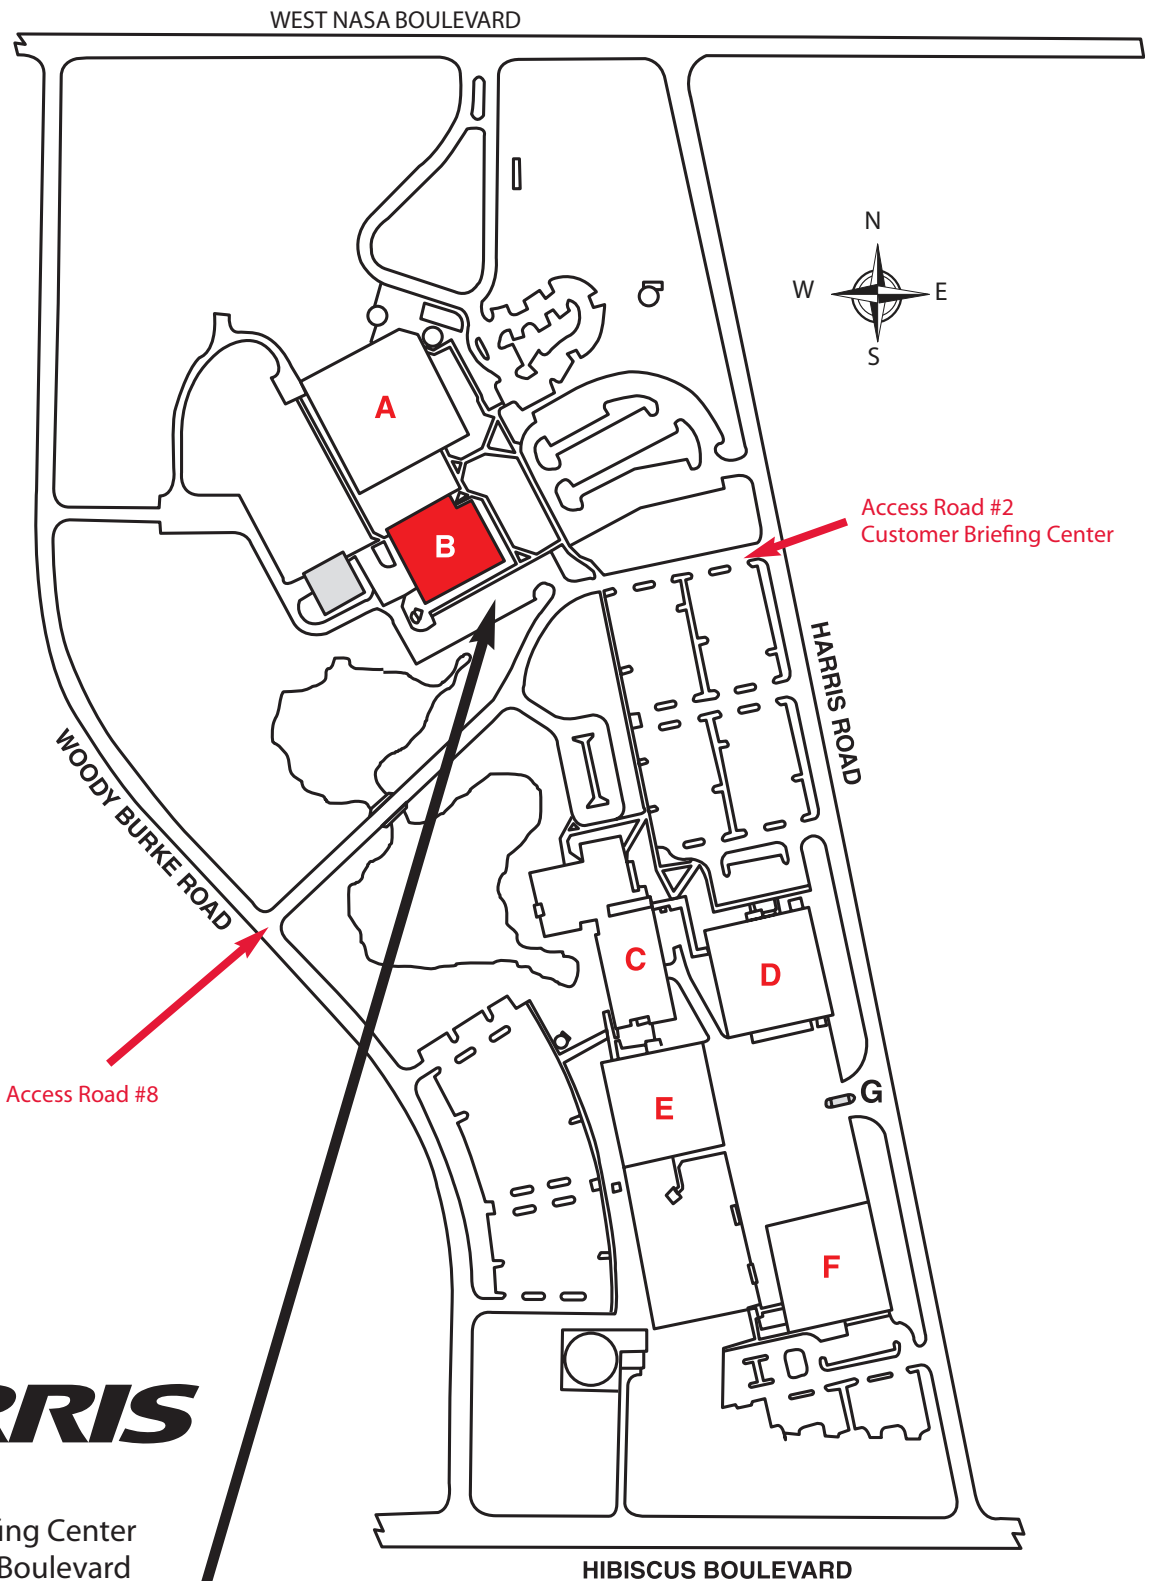 WEST NASA BOULEVARD
N
W
E
S
A
B
Access Road #2
Customer Briefing Center
HARRIS ROAD
WOODY BURKE ROAD
C
D
Access Road #8
E
G
F
RRIS
ing Center
Boulevard
HIBISCUS BOULEVARD